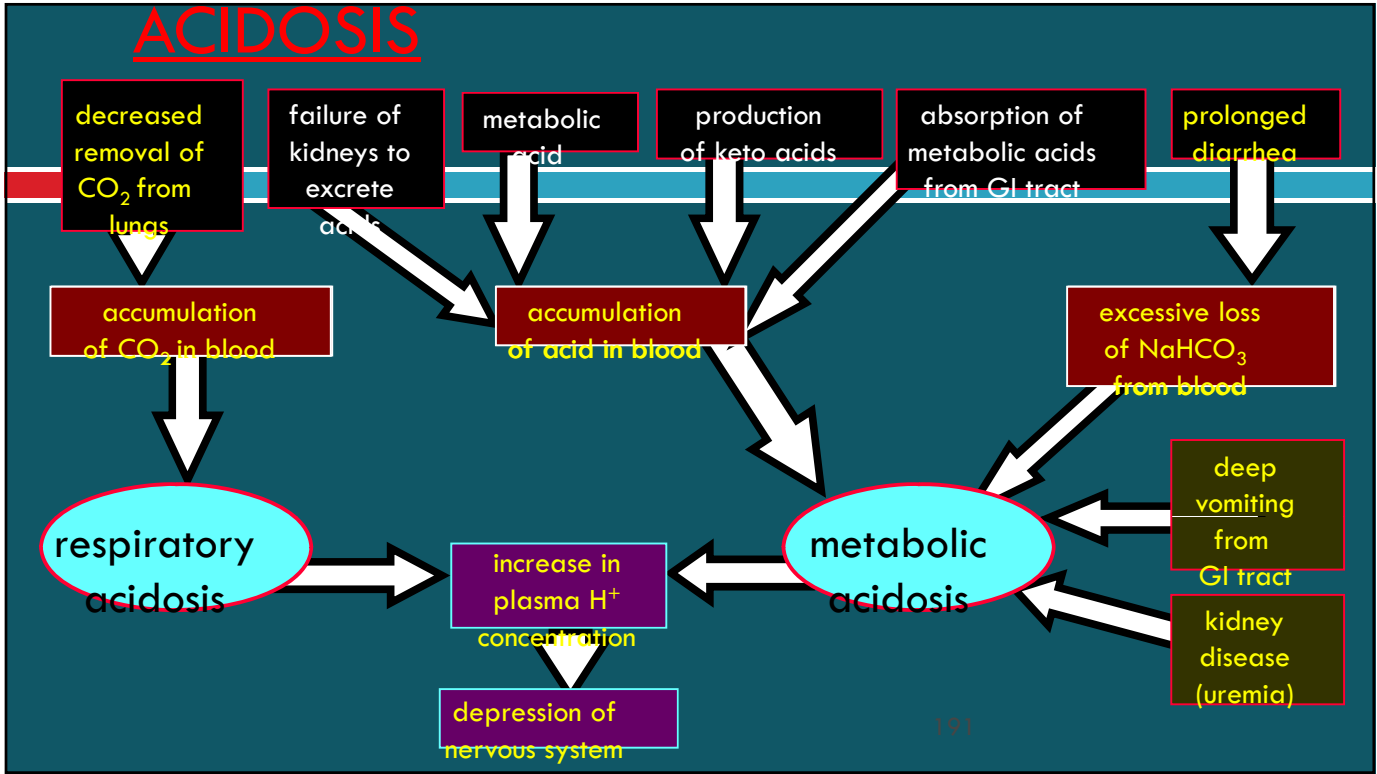 ACIDOSIS
decreased
removal of
CO2 from
lungs
failure of
kidneys to
excrete
acids
metabolic
acid
production
of keto acids
absorption of
metabolic acids
from GI tract
prolonged
diarrhea
accumulation
of CO2 in blood
accumulation
of acid in blood
excessive loss
of NaHCO3
from blood
deep
vomiting
from
GI tract
respiratory
acidosis
increase in
plasma H+
concentration
metabolic
acidosis
kidney
disease
(uremia)
depression of
nervous system
191